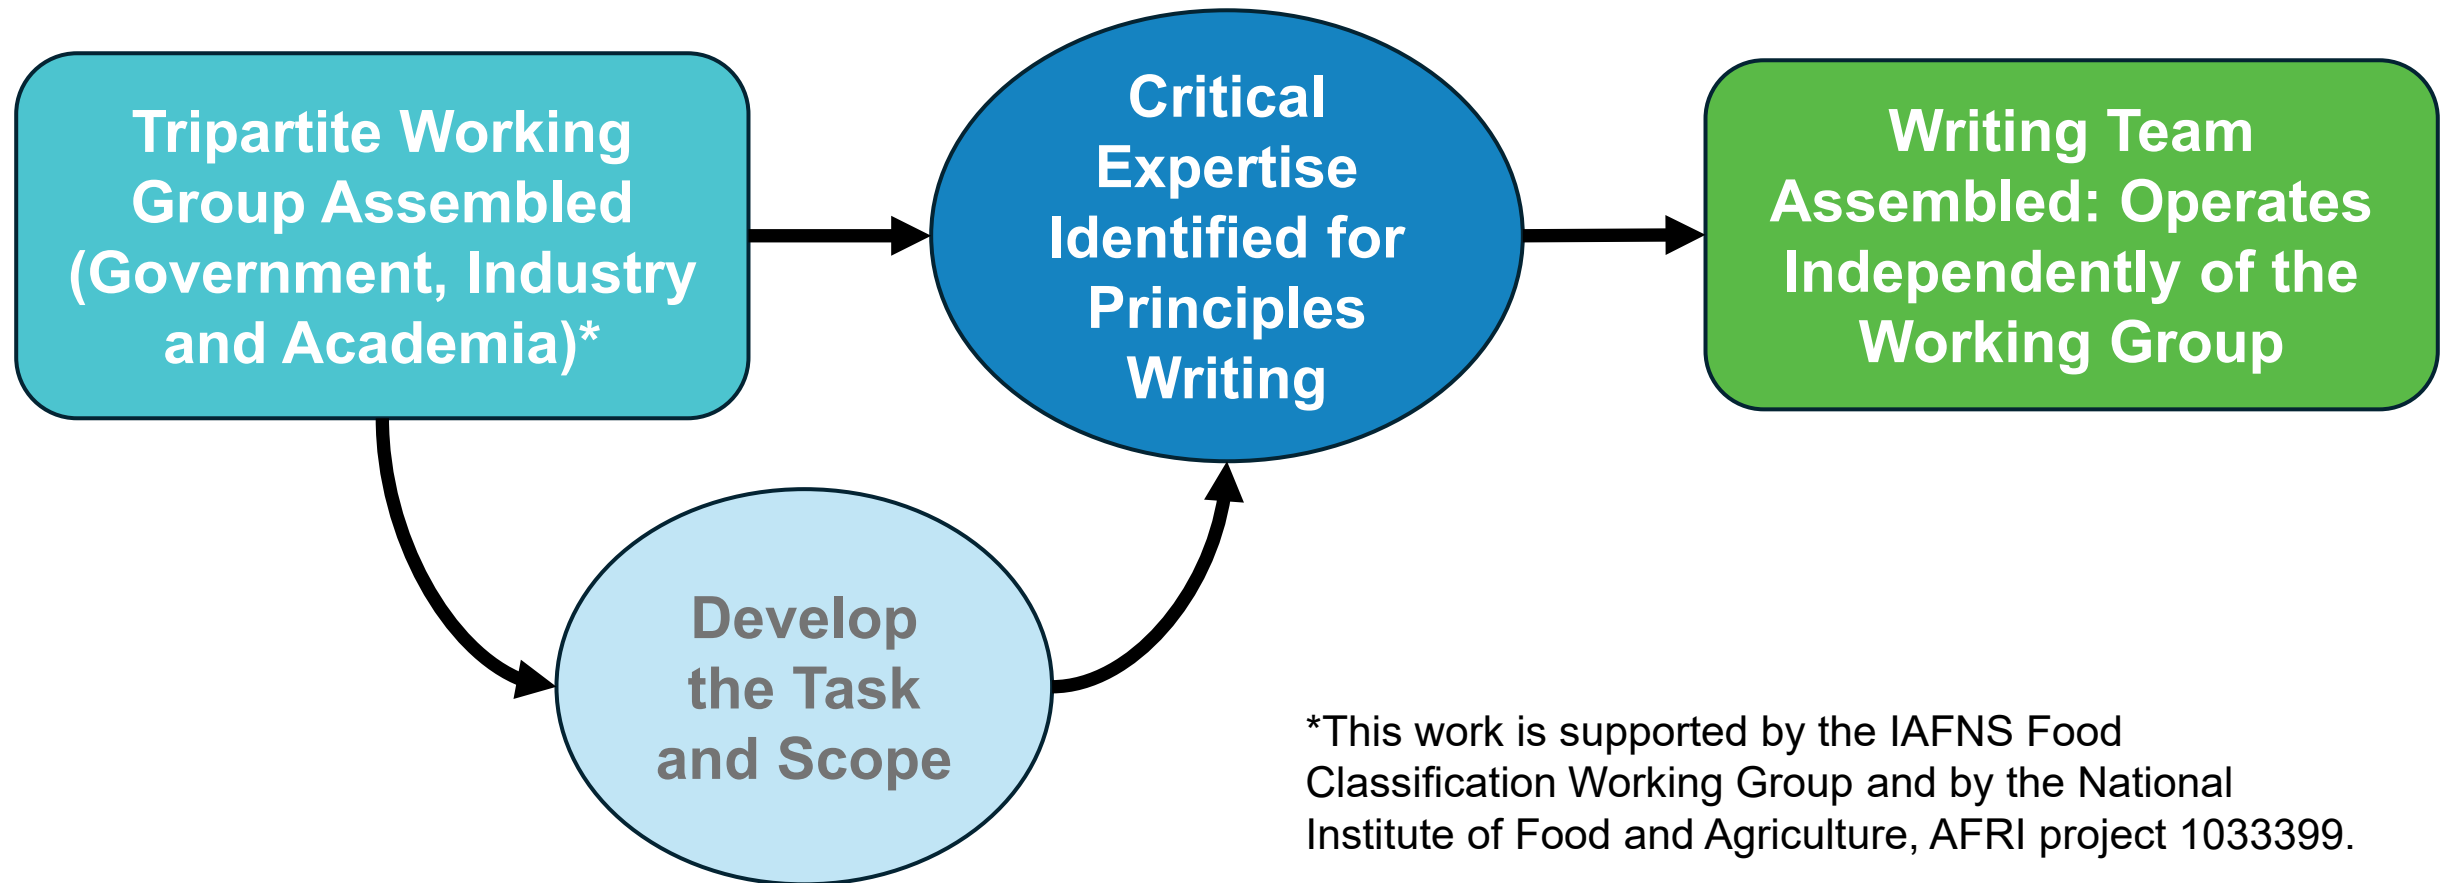 Tripartite Working
Group Assembled
(Government, Industry
and Academia)*
Critical
Expertise
Identified for
Principles
Writing
Writing Team
Assembled: Operates
Independently of the
Working Group
Develop
the Task
and Scope
*This work is supported by the IAFNS Food
Classification Working Group and by the National
Institute of Food and Agriculture, AFRI project 1033399.